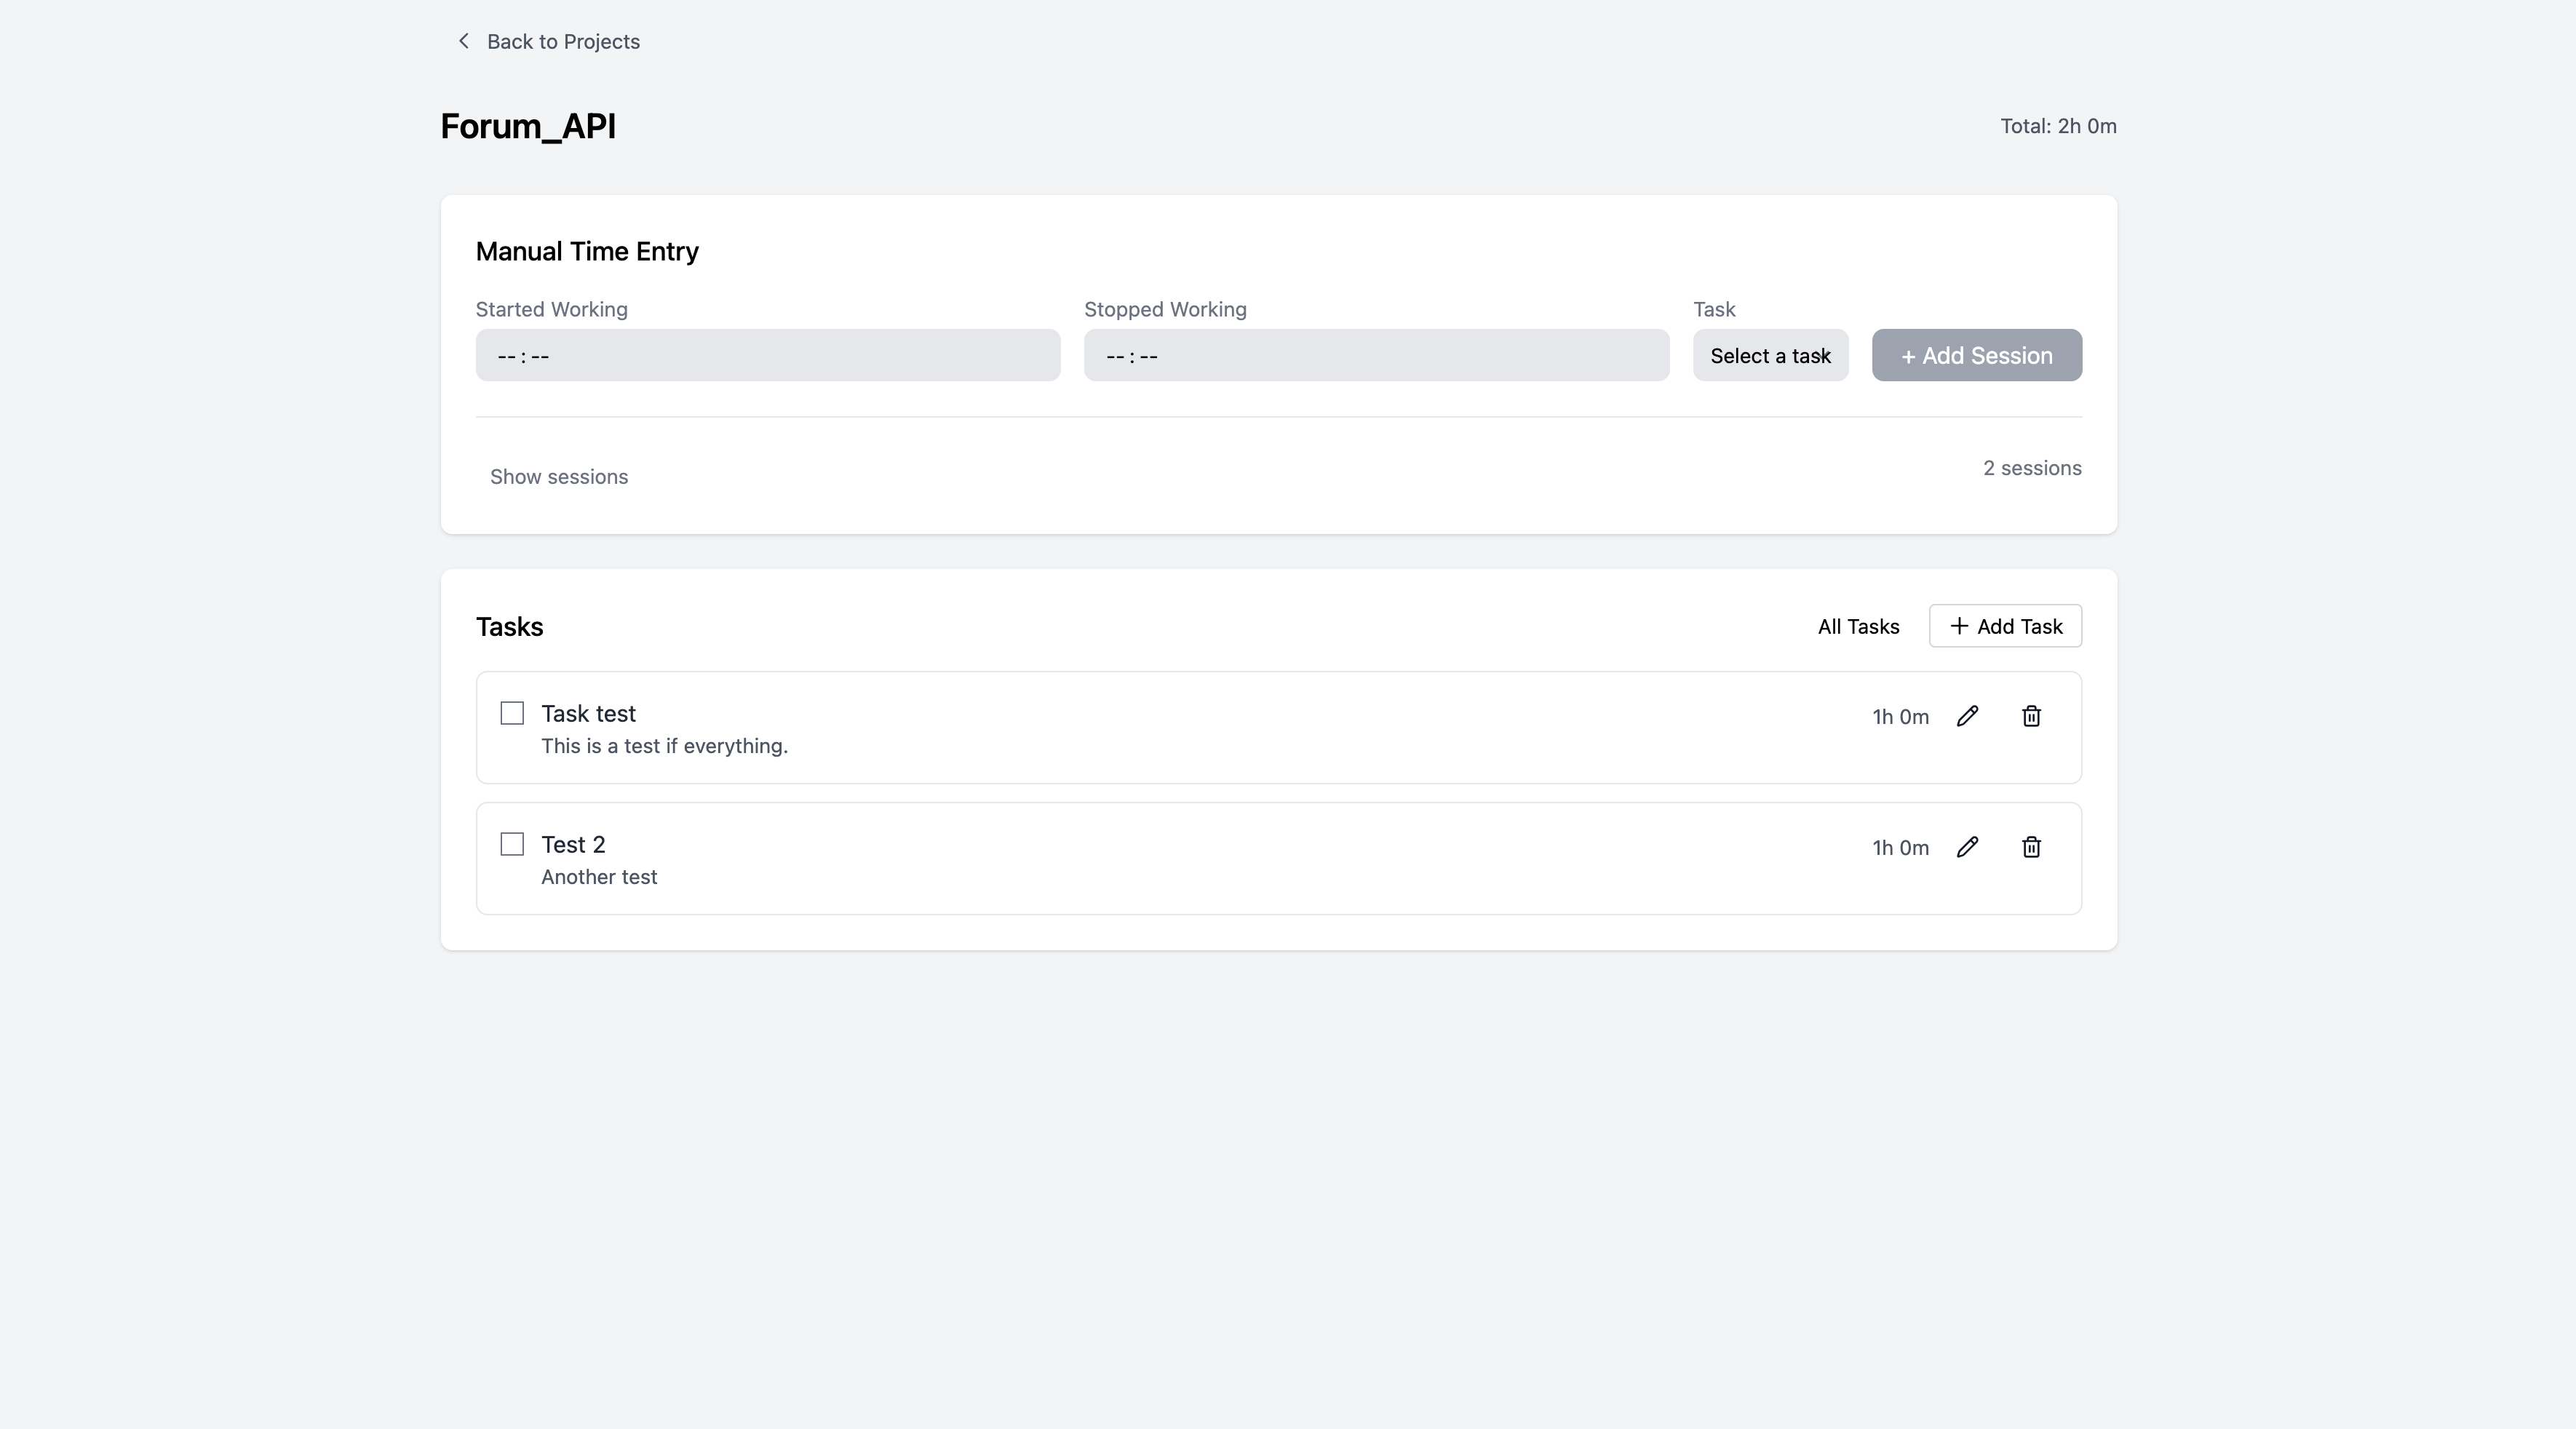 Back to Projects
Forum_API
Total: 2h 0m
Manual Time Entry
Started Working
Stopped Working
Task
-- : --
-- : --
Select a task
+ Add Session
Show sessions
2 sessions
Tasks
All Tasks
+ Add Task
Task test
1h 0m
This is a test if everything.
Test 2
1h 0m
Another test